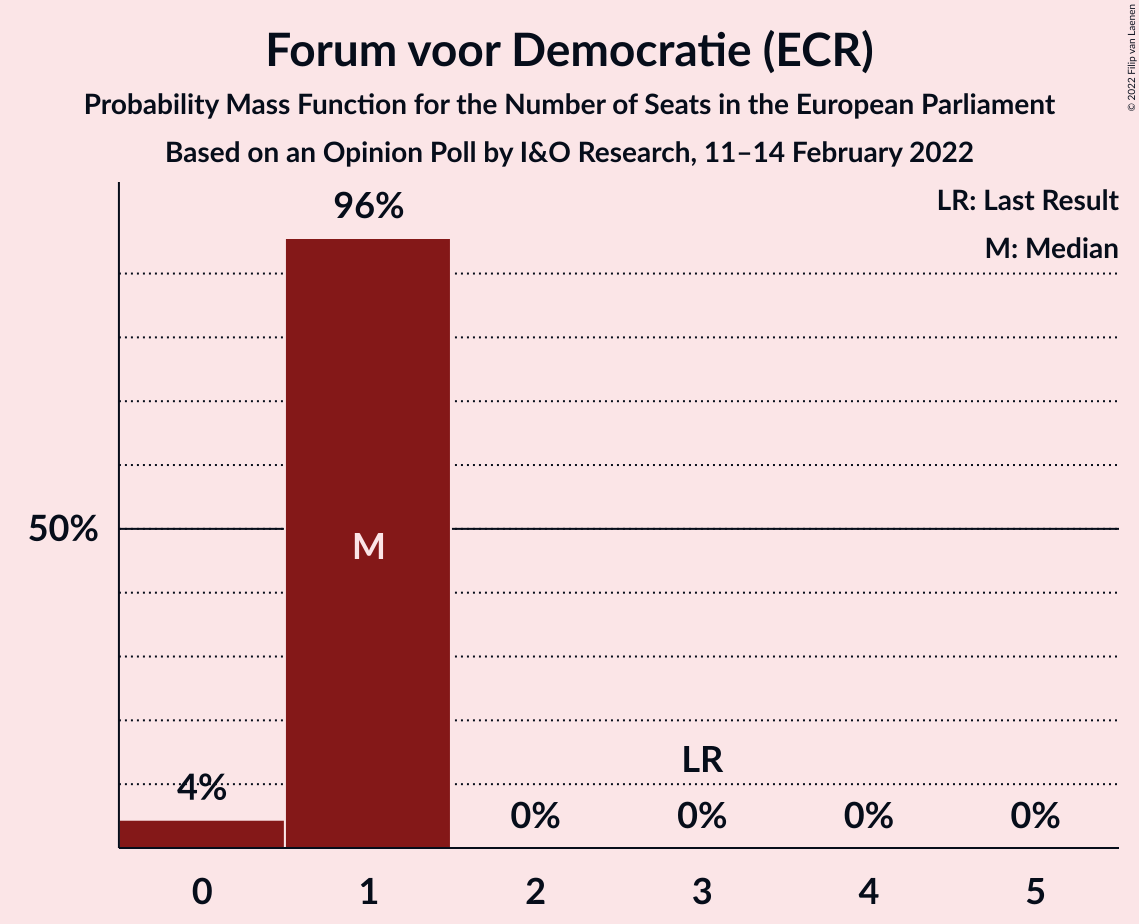 Forum voor Democratie (ECR)
Probability Mass Function for the Number of Seats in the European Parliament
Based on an Opinion Poll by I&O Research, 11–14 February 2022
© 2022 Filip van Laenen
LR: Last Result
M: Median
96%
50%
M
LR
4%
0%
0%
0%
0%
0
1
2
3
4
5